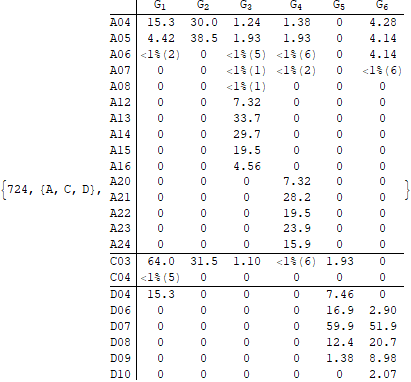 G1 G2 G3 G4 G5 G6
A04 15.3 30.0 1.24 1.38 0 4.28
A05 4.42 38.5 1.93 1.93 0 4.14
A06 <1%(2) 0 <1%(5) <1%(6) 0 4.14
A07 0 0 <1%(1) <1%(2) 0 <1%(6)
A08 0 0 <1%(1) 0 0 0
A12 0 0 7.32 0 0 0
A13 0 0 33.7 0 0 0
A14 0 0 29.7 0 0 0
A15 0 0 19.5 0 0 0
A16 0 0 4.56 0 0 0
{724, {A, C, D}, A20 0 0 0 7.32 0 0 }
A21 0 0 0 28.2 0 0
A22 0 0 0 19.5 0 0
A23 0 0 0 23.9 0 0
A24 0 0 0 15.9 0 0
C03 64.0 31.5 1.10 <1%(6) 1.93 0
C04 <1%(5) 0 0 0 0 0
D04 15.3 0 0 0 7.46 0
D06 0 0 0 0 16.9 2.90
D07 0 0 0 0 59.9 51.9
D08 0 0 0 0 12.4 20.7
D09 0 0 0 0 1.38 8.98
D10 0 0 0 0 0 2.07